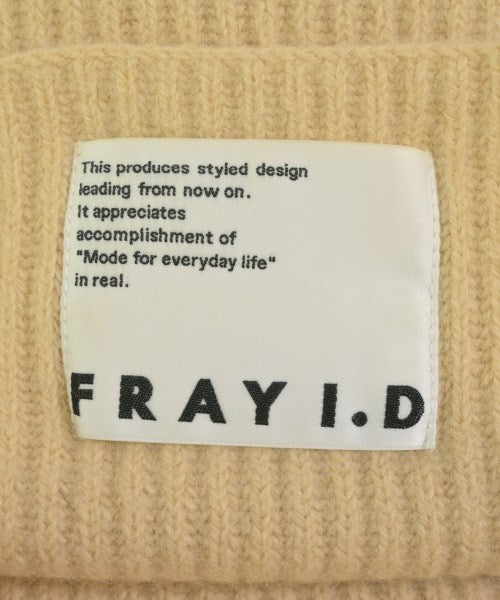 This produces styled design
leading from now on.
It appreciates
accomplishment of
"Mode for everyday life"
in real.
FRAY I.D